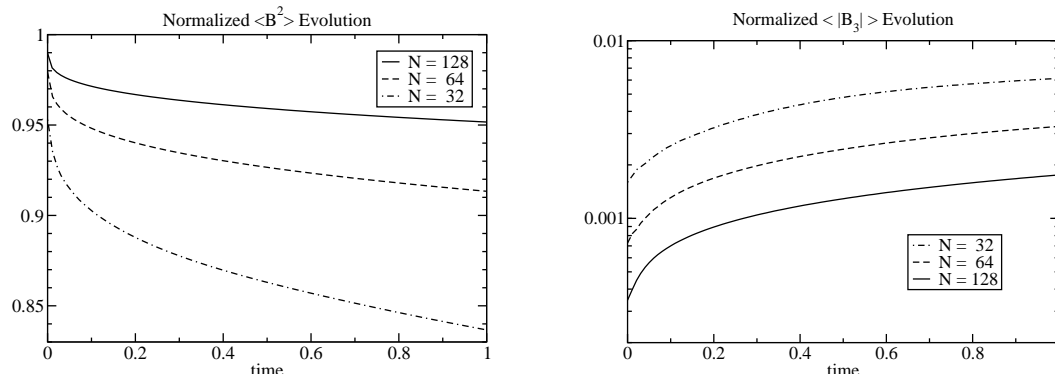 Normalized <B²> Evolution
1
0.95
0.9
0.85
N = 128
N = 64
N = 32
0 0.2 0.4 0.6 0.8 1
time
Normalized < |B₃| > Evolution
0.01
0.001
N = 32
N = 64
N = 128
0 0.2 0.4 0.6 0.8
time